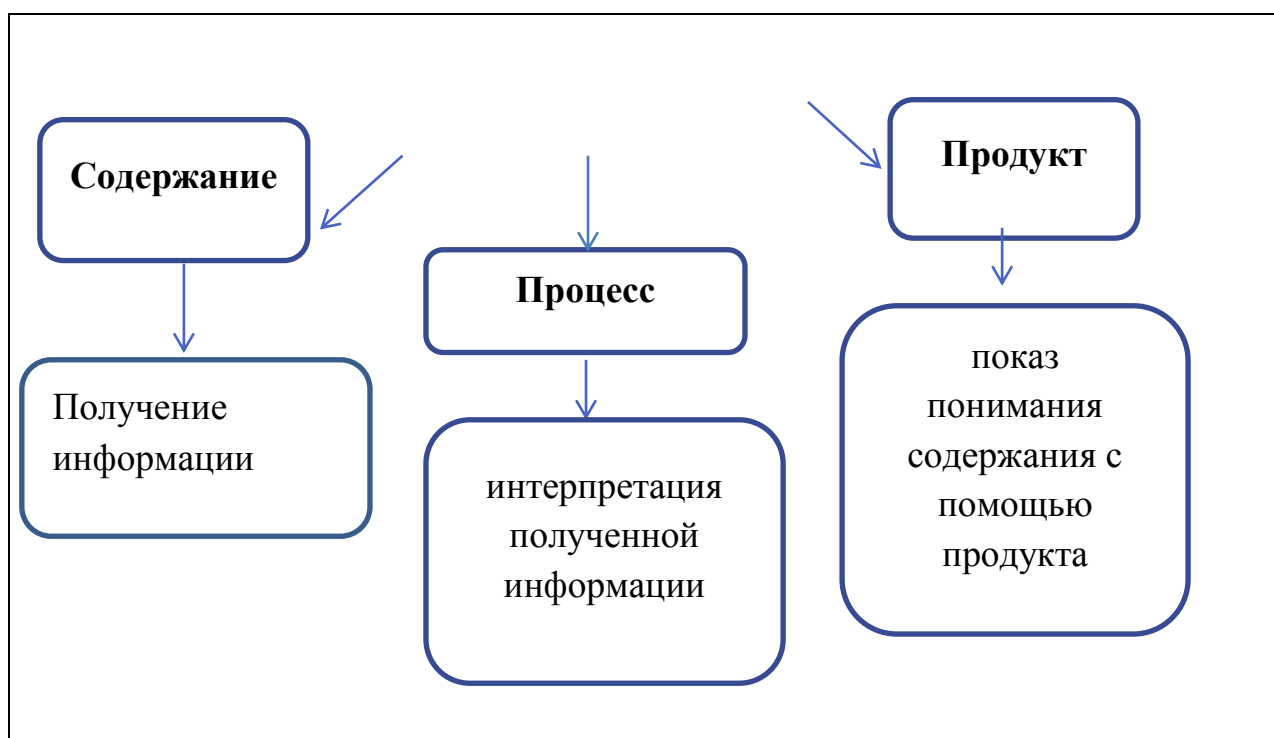 Содержание
Получение
информации
Процесс
интерпретация
полученной
информации
Продукт
показ
понимания
содержания с
помощью
продукта